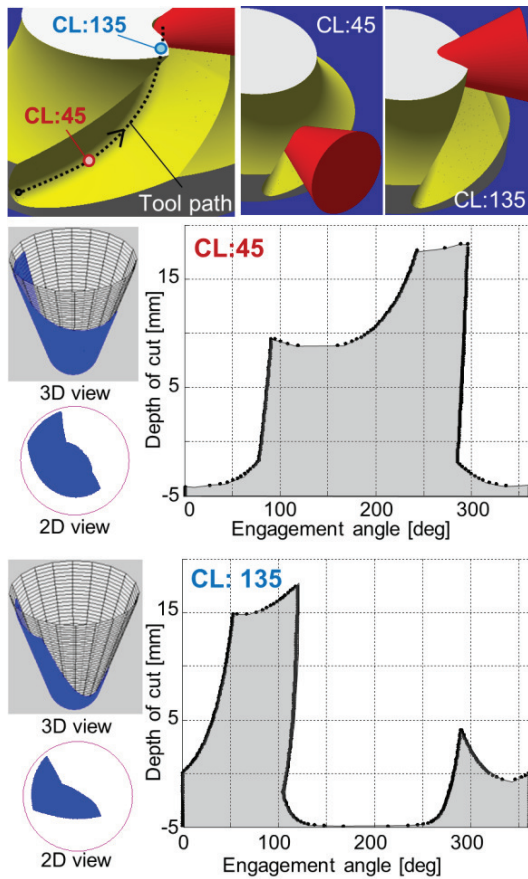 CL:135
CL:45
Tool path
CL:45
CL:135
3D view
2D view
CL:45
Depth of cut [mm]
15
5
-5
0
100
200
300
Engagement angle [deg]
3D view
2D view
CL: 135
Depth of cut [mm]
15
5
-5
0
100
200
300
Engagement angle [deg]